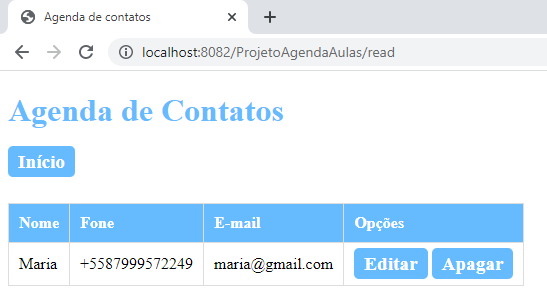 Agenda de contatos
localhost:8082/ProjetoAgendaAulas/read
Agenda de Contatos
Início
Nome Fone E-mail Opções
Maria +5587999572249 maria@gmail.com Editar Apagar